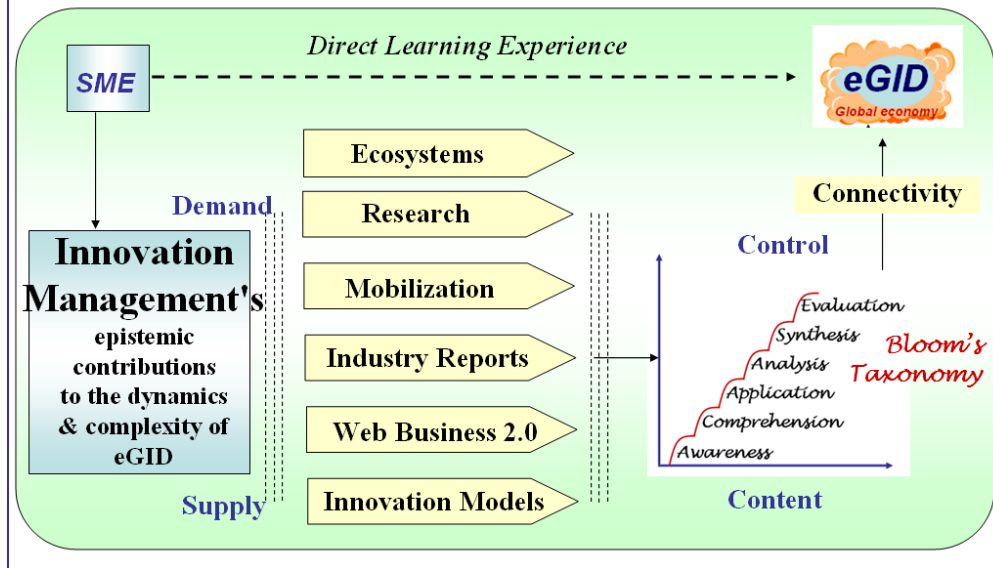 Direct Learning Experience
SME
eGID
Global economy
Ecosystems
Connectivity
Demand
Research
Innovation
Management's
epistemic
contributions
to the dynamics
& complexity of
eGID
Control
Mobilization
Industry Reports
Web Business 2.0
Supply
Innovation Models
Evaluation
Synthesis
Analysis
Application
Comprehension
Awareness
Bloom's
Taxonomy
Content